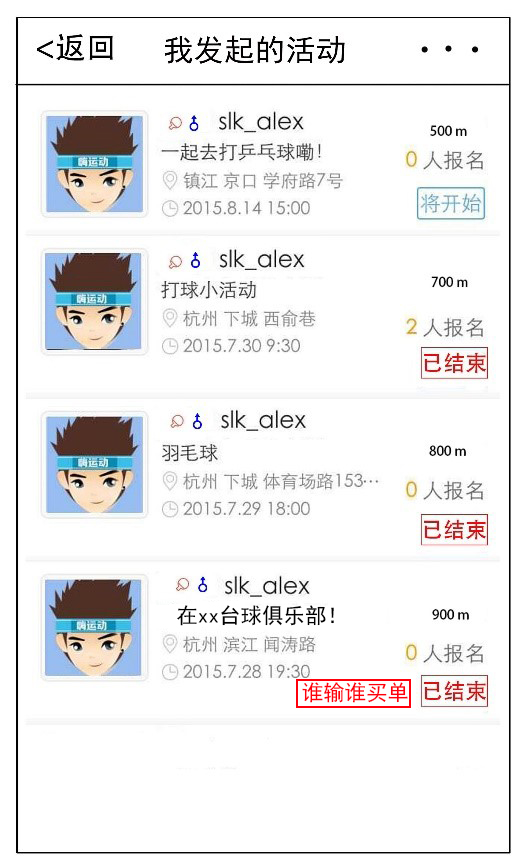 <返回 我发起的活动 ···
嗨运动
slk_alex
一起去打乒乓球嘞！
镇江 京口 学府路7号
2015.8.14 15:00
500 m
0 人报名
将开始
嗨运动
slk_alex
打球小活动
杭州 下城 西俞巷
2015.7.30 9:30
700 m
2 人报名
已结束
嗨运动
slk_alex
羽毛球
杭州 下城 体育场路153···
2015.7.29 18:00
800 m
0 人报名
已结束
嗨运动
slk_alex
在xx台球俱乐部！
杭州 滨江 闻涛路
2015.7.28 19:30
900 m
0 人报名
谁输谁买单 已结束